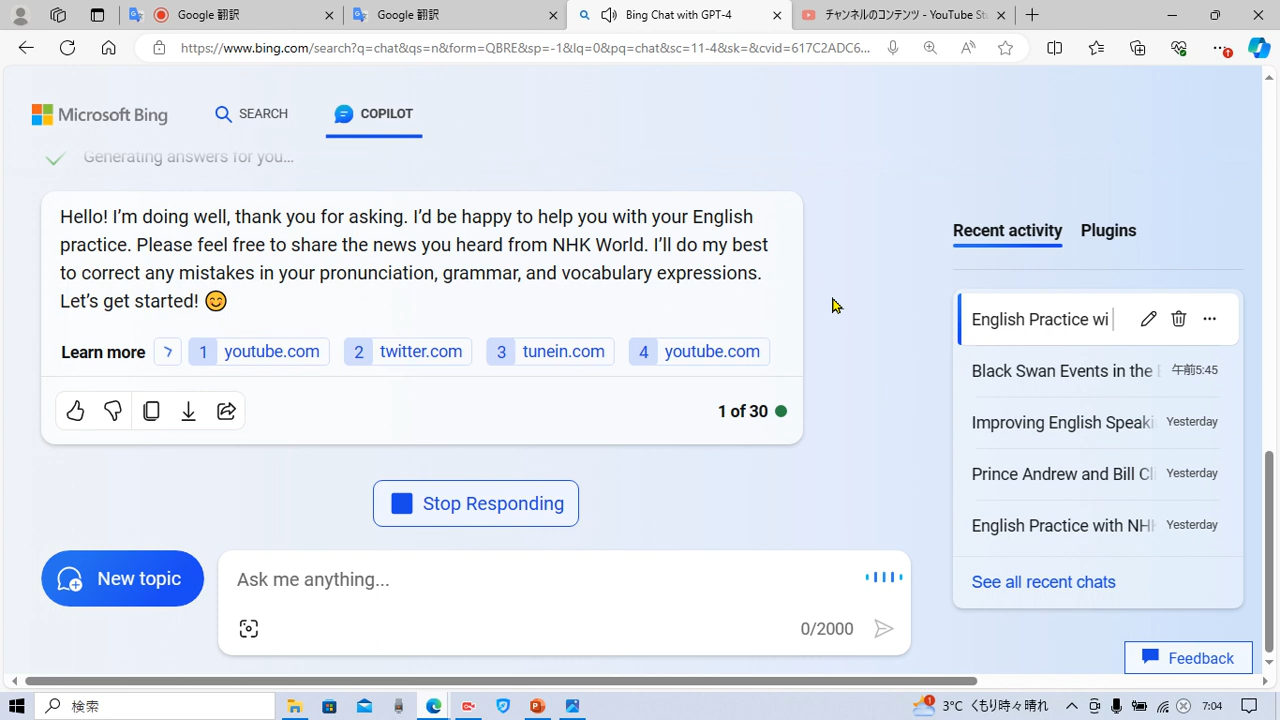 Google 翻訳
Google 翻訳
Bing Chat with GPT-4
チャンネルのコンテンツ - YouTube St
https://www.bing.com/search?q=chat&qs=n&form=QBRE&sp=-1&lq=0&pq=chat&sc=11-4&sk=&cvid=617C2ADC6...
Microsoft Bing
SEARCH
COPILOT
Generating answers for you...
Hello! I'm doing well, thank you for asking. I'd be happy to help you with your English
practice. Please feel free to share the news you heard from NHK World. I'll do my best
to correct any mistakes in your pronunciation, grammar, and vocabulary expressions.
Let's get started! 😊
Learn more
1 youtube.com
2 twitter.com
3 tunein.com
4 youtube.com
1 of 30
Stop Responding
New topic
Ask me anything...
0/2000
Recent activity
Plugins
English Practice wi
Black Swan Events in the 午前5:45
Improving English Speaki Yesterday
Prince Andrew and Bill Cl Yesterday
English Practice with NH Yesterday
See all recent chats
Feedback
検索
1
3°C くもり時々晴れ
7:04